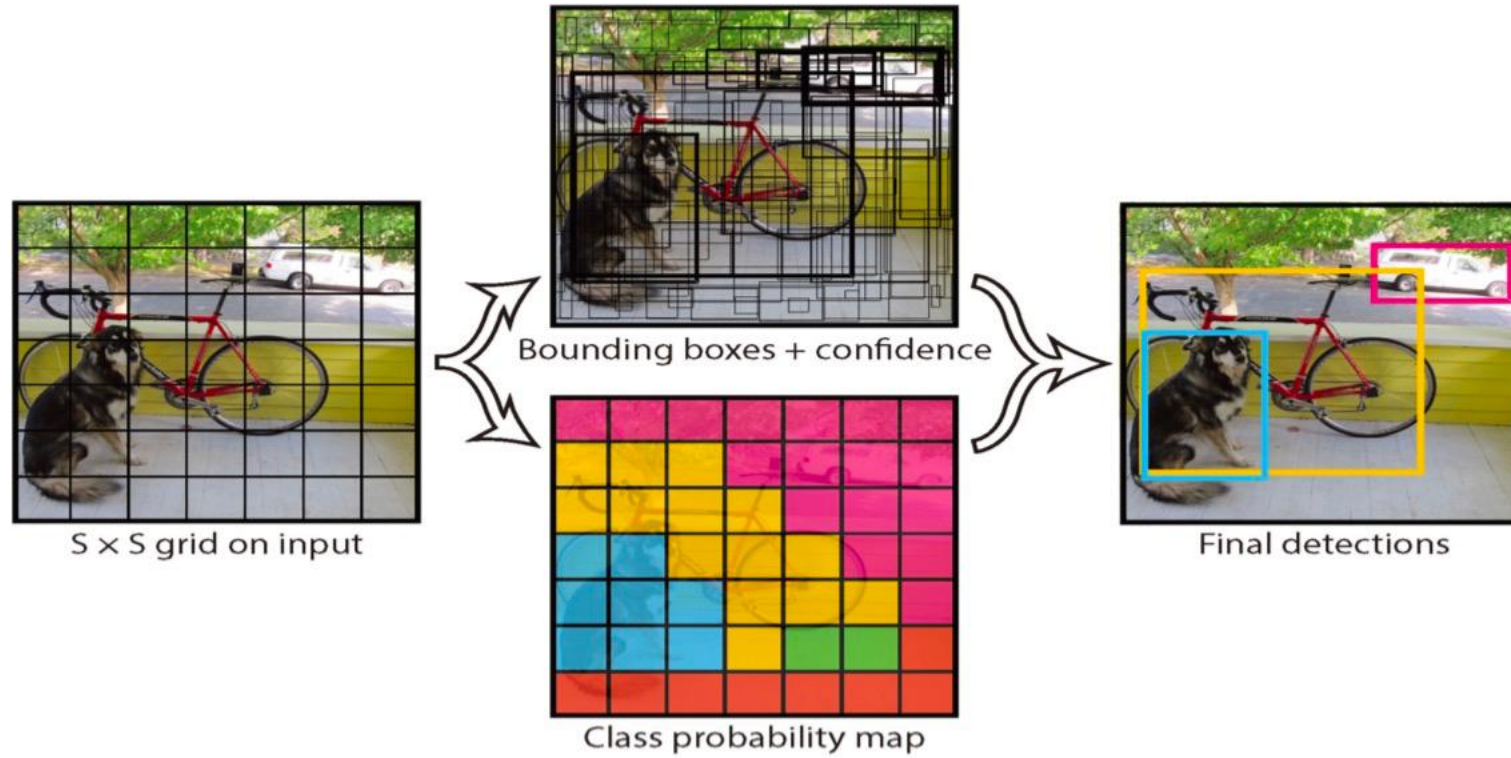 S × S grid on input
Bounding boxes + confidence
Class probability map
Final detections